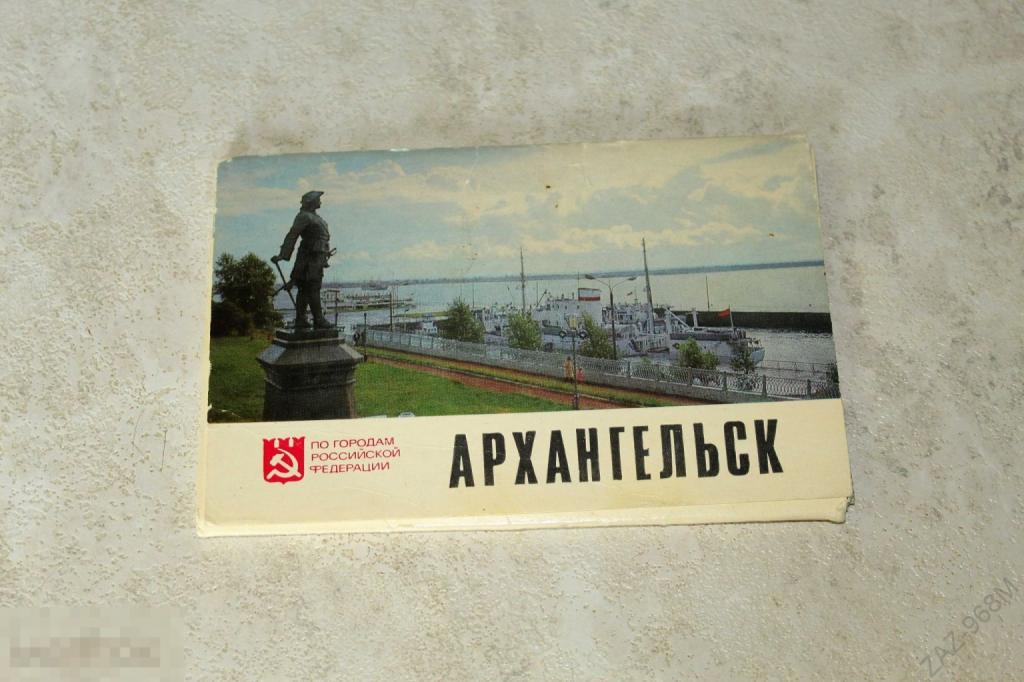 ПО ГОРОДАМ
РОССИЙСКОЙ
ФЕДЕРАЦИИ
АРХАНГЕЛЬСК
ZAZ-968M